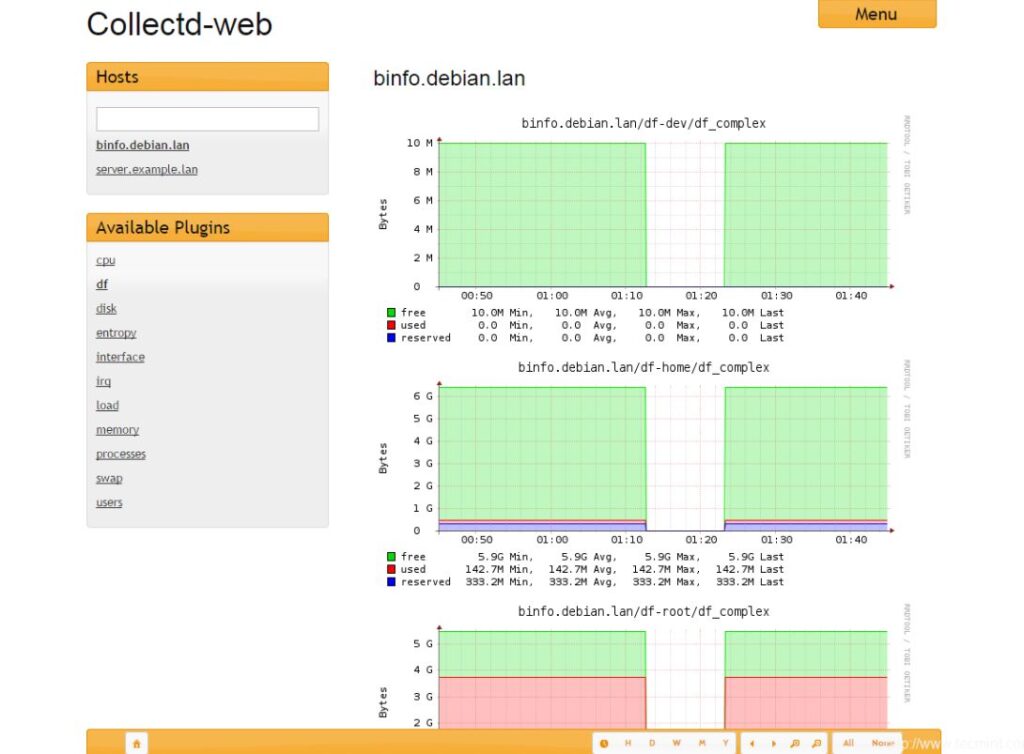 Collectd-web
Menu
Hosts
binfo.debian.lan
server.example.lan
Available Plugins
cpu
df
disk
entropy
interface
irq
load
memory
processes
swap
users
binfo.debian.lan
binfo.debian.lan/df-dev/df_complex
RRDTOOL / TOBI OETIKER
Bytes
10 M
8 M
6 M
4 M
2 M
0
00:50 01:00 01:10 01:20 01:30 01:40
free 10.0M Min, 10.0M Avg, 10.0M Max, 10.0M Last
used 0.0 Min, 0.0 Avg, 0.0 Max, 0.0 Last
reserved 0.0 Min, 0.0 Avg, 0.0 Max, 0.0 Last
binfo.debian.lan/df-home/df_complex
RRDTOOL / TOBI OETIKER
Bytes
6 G
5 G
4 G
3 G
2 G
1 G
0
00:50 01:00 01:10 01:20 01:30 01:40
free 5.9G Min, 5.9G Avg, 5.9G Max, 5.9G Last
used 142.7M Min, 142.7M Avg, 142.7M Max, 142.7M Last
reserved 333.2M Min, 333.2M Avg, 333.2M Max, 333.2M Last
binfo.debian.lan/df-root/df_complex
RRDTOOL / TOBI OETIKER
Bytes
5 G
4 G
3 G
2 G
H D W M Y All